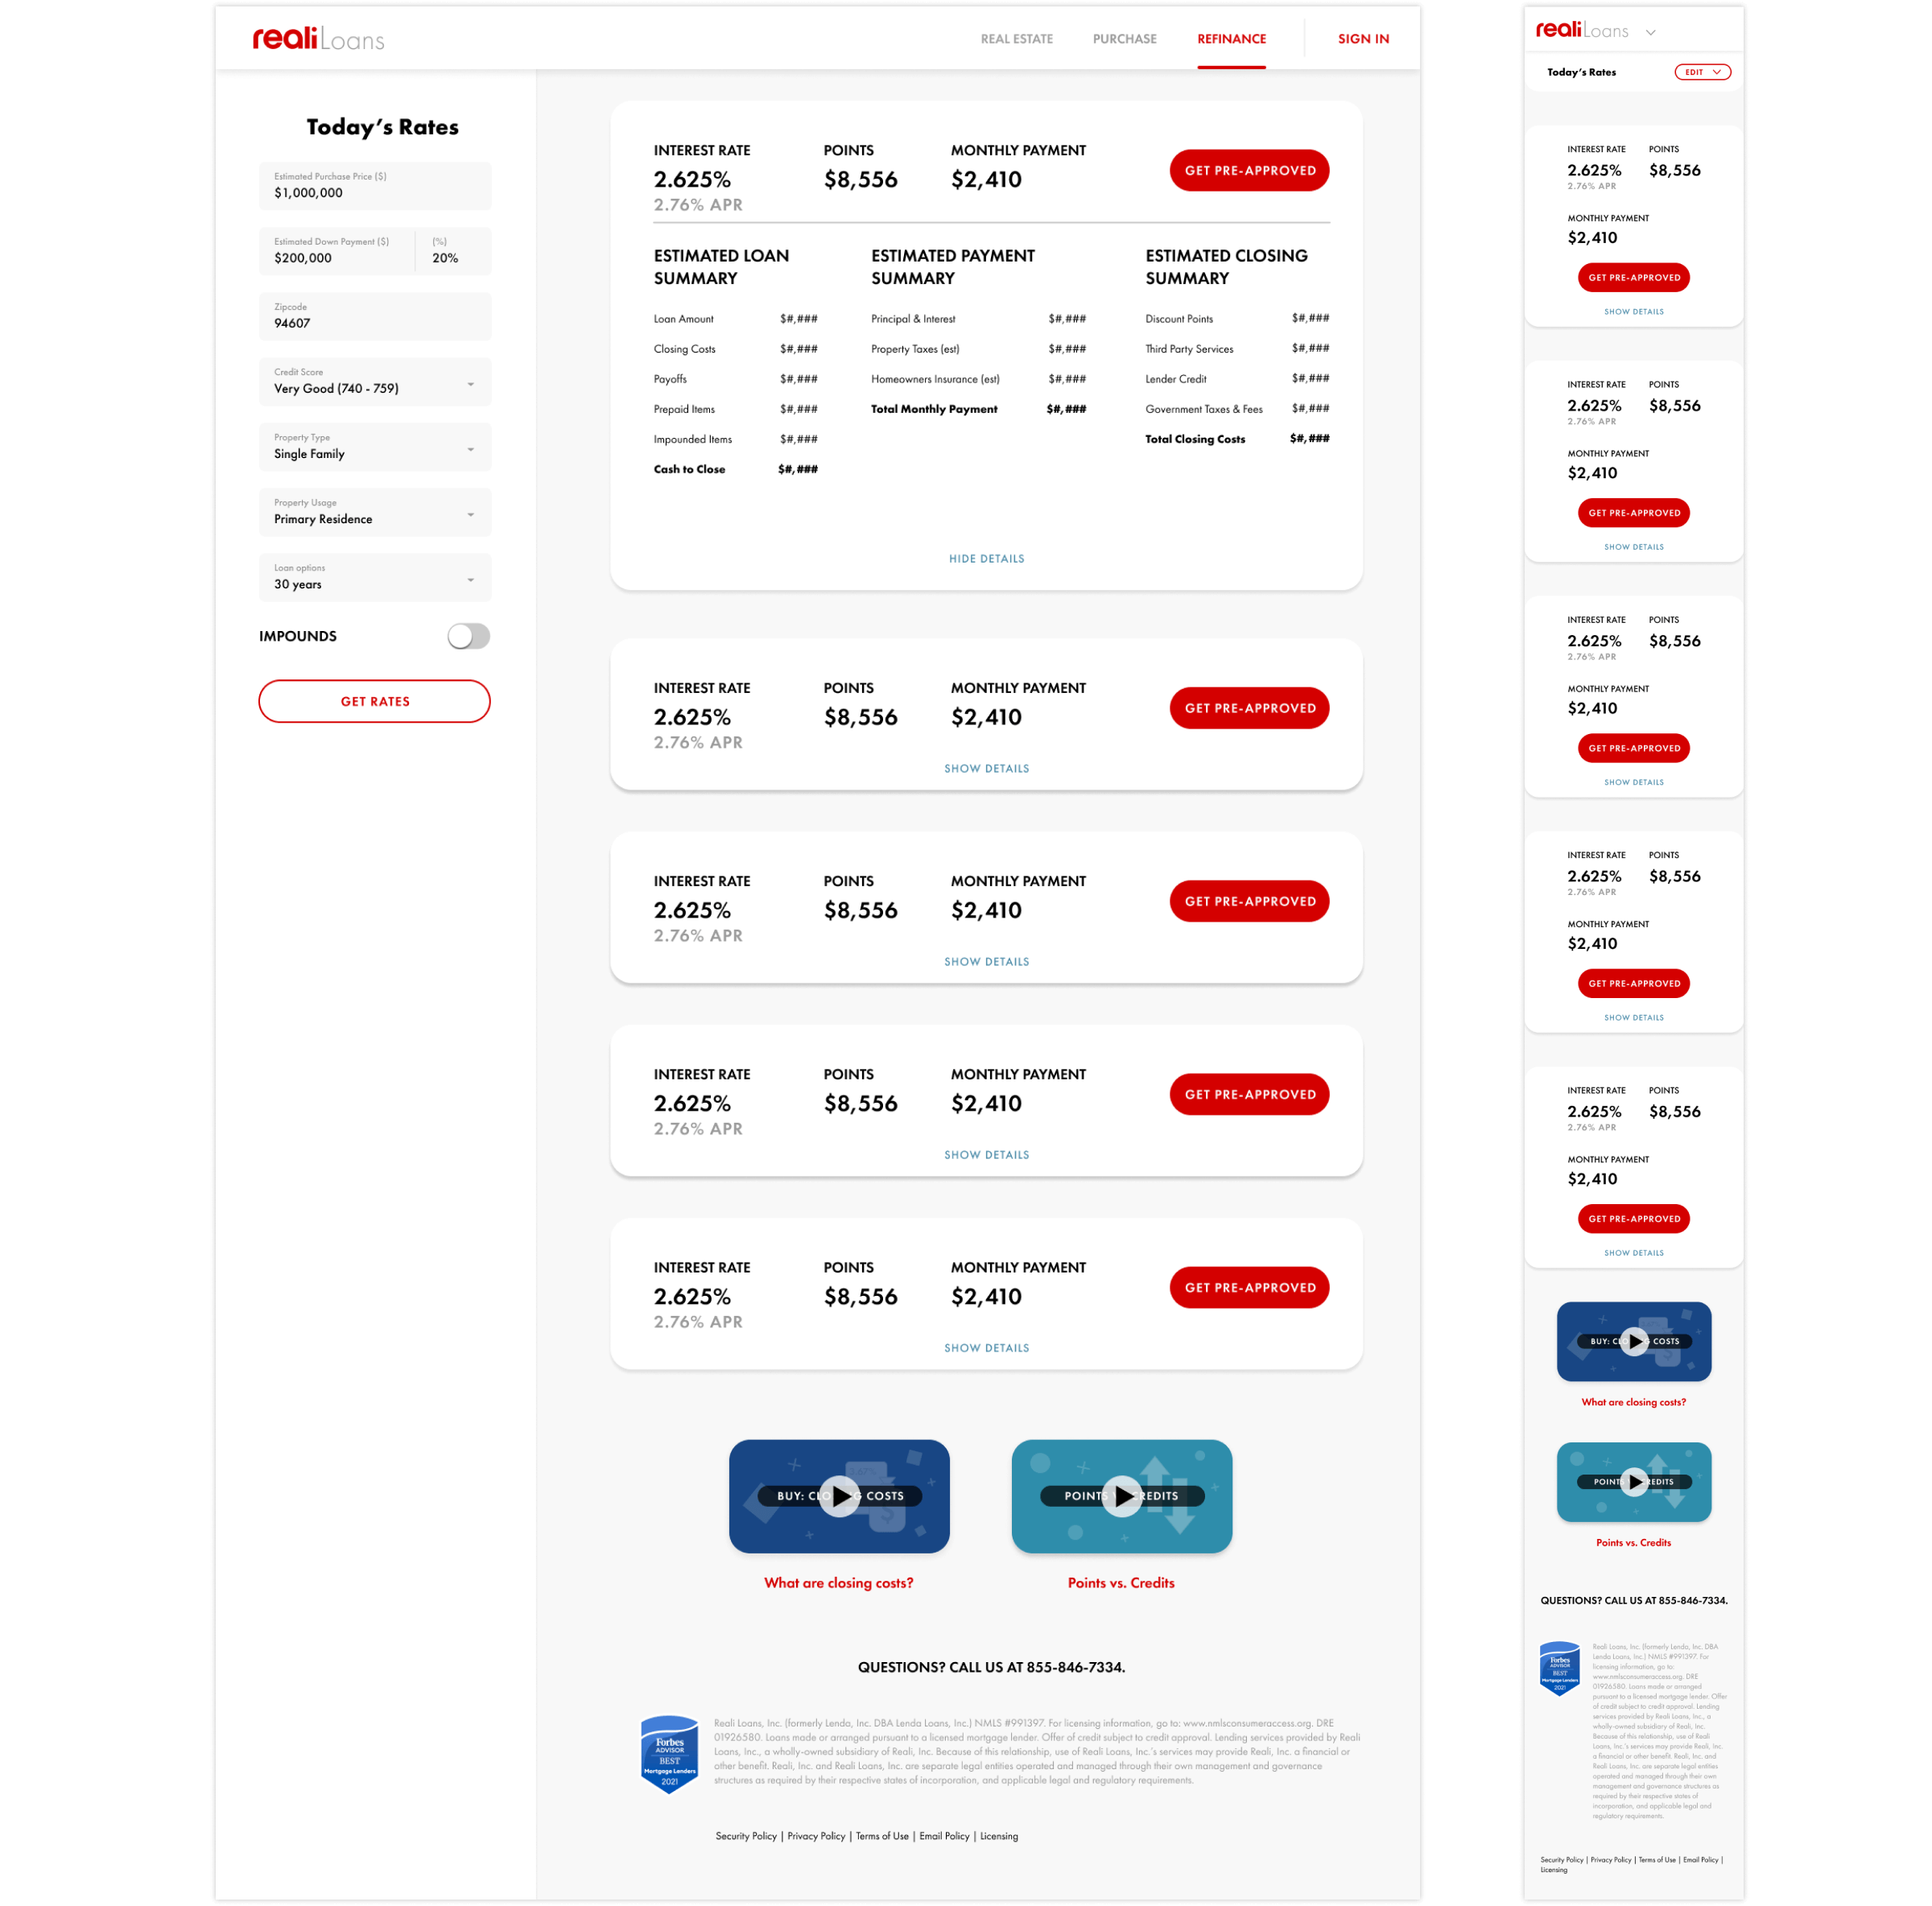 realiLoans
REAL ESTATE PURCHASE REFINANCE SIGN IN
Today's Rates
Estimated Purchase Price ($)
$1,000,000
Estimated Down Payment ($) (%)
$200,000 20%
Zipcode
94607
Credit Score
Very Good (740 - 759)
Property Type
Single Family
Property Usage
Primary Residence
Loan options
30 years
IMPOUNDS
GET RATES
INTEREST RATE POINTS MONTHLY PAYMENT
2.625% $8,556 $2,410
2.76% APR
GET PRE-APPROVED
ESTIMATED LOAN
SUMMARY
Loan Amount $#,###
Closing Costs $#,###
Payoffs $#,###
Prepaid Items $#,###
Impounded Items $#,###
Cash to Close $#,###
ESTIMATED PAYMENT
SUMMARY
Principal & Interest $#,###
Property Taxes (est) $#,###
Homeowners Insurance (est) $#,###
Total Monthly Payment $#,###
ESTIMATED CLOSING
SUMMARY
Discount Points $#,###
Third Party Services $#,###
Lender Credit $#,###
Government Taxes & Fees $#,###
Total Closing Costs $#,###
HIDE DETAILS
INTEREST RATE POINTS MONTHLY PAYMENT
2.625% $8,556 $2,410
2.76% APR
GET PRE-APPROVED
SHOW DETAILS
INTEREST RATE POINTS MONTHLY PAYMENT
2.625% $8,556 $2,410
2.76% APR
GET PRE-APPROVED
SHOW DETAILS
INTEREST RATE POINTS MONTHLY PAYMENT
2.625% $8,556 $2,410
2.76% APR
GET PRE-APPROVED
SHOW DETAILS
INTEREST RATE POINTS MONTHLY PAYMENT
2.625% $8,556 $2,410
2.76% APR
GET PRE-APPROVED
SHOW DETAILS
BUY: COSTS
What are closing costs?
POINTS
Points vs. Credits
QUESTIONS? CALL US AT 855-846-7334.
Forbes
ADVISOR
BEST
Mortgage Lenders
2021
Reali Loans, Inc. (formerly Lenda, Inc. DBA Lenda Loans, Inc.) NMLS #991397. For licensing information, go to: www.nmlsconsumeraccess.org. DRE
01926580. Loans made or arranged pursuant to a licensed mortgage lender. Offer of credit subject to credit approval. Lending services provided by Reali
Loans, Inc., a wholly-owned subsidiary of Reali, Inc. Because of this relationship, use of Reali Loans, Inc.'s services may provide Reali, Inc. a financial or
other benefit. Reali, Inc. and Reali Loans, Inc. are separate legal entities operated and managed through their own management and governance
structures as required by their respective states of incorporation, and applicable legal and regulatory requirements.
Security Policy | Privacy Policy | Terms of Use | Email Policy | Licensing
realiLoans
Today's Rates EDIT
INTEREST RATE POINTS
2.625% $8,556
2.76% APR
MONTHLY PAYMENT
$2,410
GET PRE-APPROVED
SHOW DETAILS
INTEREST RATE POINTS
2.625% $8,556
2.76% APR
MONTHLY PAYMENT
$2,410
GET PRE-APPROVED
SHOW DETAILS
INTEREST RATE POINTS
2.625% $8,556
2.76% APR
MONTHLY PAYMENT
$2,410
GET PRE-APPROVED
SHOW DETAILS
INTEREST RATE POINTS
2.625% $8,556
2.76% APR
MONTHLY PAYMENT
$2,410
GET PRE-APPROVED
SHOW DETAILS
INTEREST RATE POINTS
2.625% $8,556
2.76% APR
MONTHLY PAYMENT
$2,410
GET PRE-APPROVED
SHOW DETAILS
BUY: COSTS
What are closing costs?
Points vs. Credits
QUESTIONS? CALL US AT 855-846-7334.
Forbes
ADVISOR
BEST
Mortgage Lenders
2021
Reali Loans, Inc. (formerly Lenda, Inc. DBA
Lenda Loans, Inc.) NMLS #991397. For
licensing information, go to:
www.nmlsconsumeraccess.org. DRE
01926580. Loans made or arranged
pursuant to a licensed mortgage lender. Offer
of credit subject to credit approval. Lending
services provided by Reali Loans, Inc., a
wholly-owned subsidiary of Reali, Inc.
Because of this relationship, use of Reali
Loans, Inc.'s services may provide Reali, Inc.
a financial or other benefit. Reali, Inc. and
Reali Loans, Inc. are separate legal entities
operated and managed through their own
management and governance structures as
required by their respective states of
incorporation, and applicable legal and
regulatory requirements.
Security Policy | Privacy Policy | Terms of Use | Email Policy |
Licensing